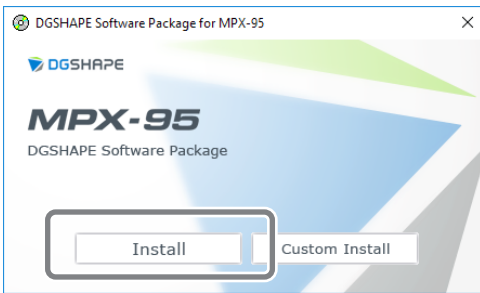 DGSHAPE Software Package for MPX-95
DGSHAPE
MPX-95
DGSHAPE Software Package
Install
Custom Install